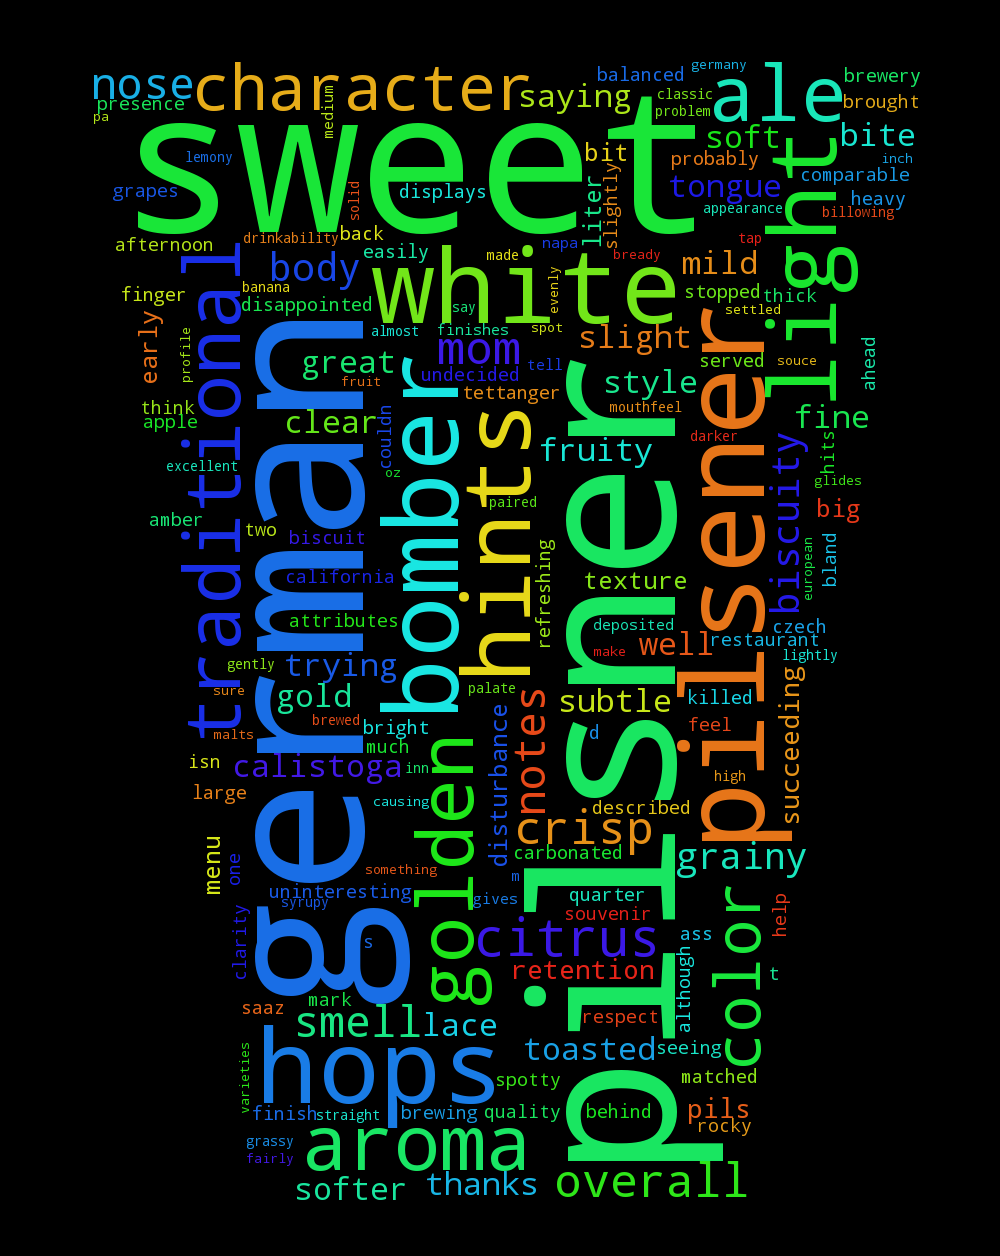 germany
nose
character
balanced
ale
brewery
presence
saying
classic
brought
pa
medium
problem
sweet
soft
bite
lemony
bit
probably
inch
light
grapes
solid
displays
liter
slightly
tongue
comparable
heavy
appearance
billowing
afternoon
drinkability
back
easily
napa
tap
traditional
body
white
made
bready
mild
finger
banana
disappointed
say
evenly
stopped
thick
early
profile
german
almost
finishes
spot
slight
settled
great
mom
pilsener
served
souce
ahead
fruit
undecided
tell
think
tettanger
style
mouthfeel
apple
clear
couldn
bomber
hints
pilsner
fruity
fine
darker
biscuity
hits
excellent
oz
glides
amber
two
paired
big
biscuit
refreshing
european
bland
california
texture
attributes
deposited
czech
well
restaurant
gently
trying
make
lightly
sure
gold
palate
notes
subtle
killed
succeeding
malts
brewed
bright
d
feel
isn
calistoga
much
golden
disturbance
inn
high
large
causing
described
crisp
menu
one
carbonated
grainy
something
m
uninteresting
syrupy
gives
quarter
color
help
clarity
s
souvenir
citrus
ass
retention
although
t
saaz
mark
respect
smell
lace
varieties
hops
toasted
seeing
spotty
matched
finish
straight
brewing
quality
behind
pils
grassy
rocky
fairly
aroma
softer
thanks
overall